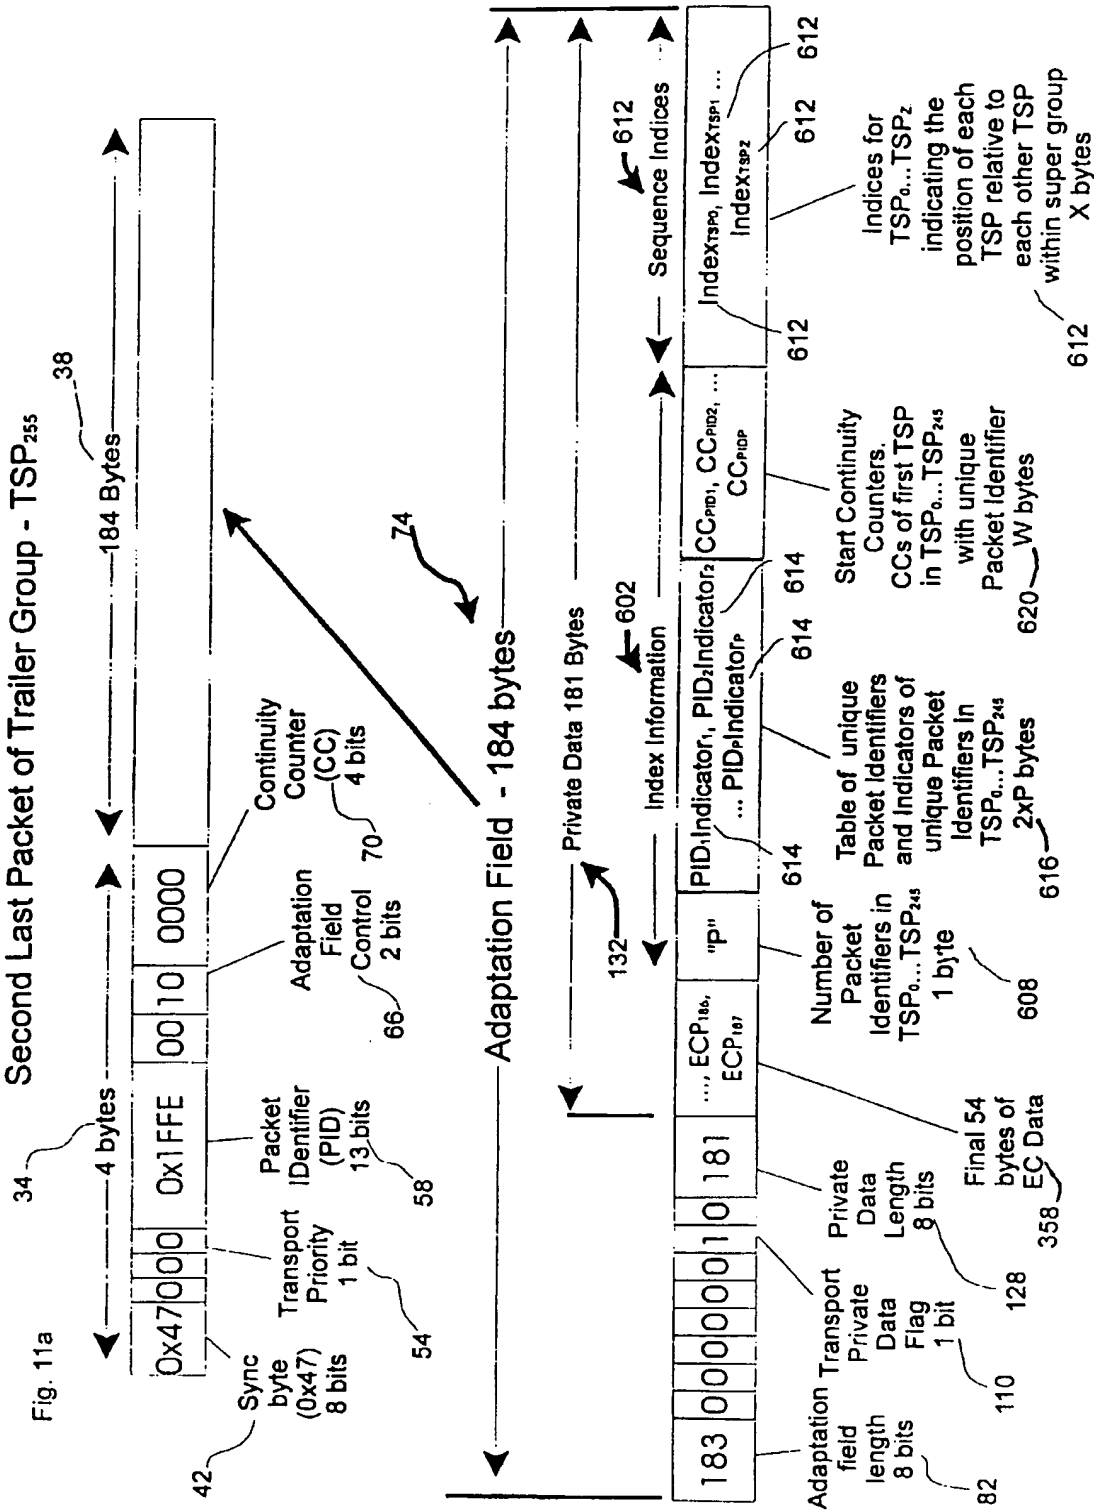 Fig. 11a
Second Last Packet of Trailer Group - TSP255
34
38
4 bytes
184 Bytes
0x47 0 0 0 0x1FFE 00 10 0000
42
Sync
byte
(0x47)
8 bits
Transport
Priority
1 bit
54
Packet
IDentifier
(PID)
13 bits
58
Adaptation
Field
Control
2 bits
66
Continuity
Counter
(CC)
4 bits
70
74
Adaptation Field - 184 bytes
Private Data 181 Bytes
132
602
Index Information
612
Sequence Indices
183 0 0 0 0 0 0 1 0 181
...., ECP186,
ECP187
"P"
PID1Indicator1, PID2Indicator2
... PIDPIndicatorP
614
614
614
CCPID1, CCPID2, ...
CCPIDP
IndexTSP0, IndexTSP1 ...
IndexTSPZ
612
612
612
Adaptation
field
length
8 bits
82
Transport
Private
Data
Flag
1 bit
110
Private
Data
Length
8 bits
128
Final 54
bytes of
EC Data
358
Number of
Packet
Identifiers in
TSP0...TSP245
1 byte
608
Table of unique
Packet Identifiers
and Indicators of
unique Packet
Identifiers in
TSP0...TSP245
2xP bytes
616
Start Continuity
Counters.
CCs of first TSP
in TSP0...TSP245
with unique
Packet Identifier
W bytes
620
Indices for
TSP0...TSPZ
indicating the
position of each
TSP relative to
each other TSP
within super group
X bytes
612